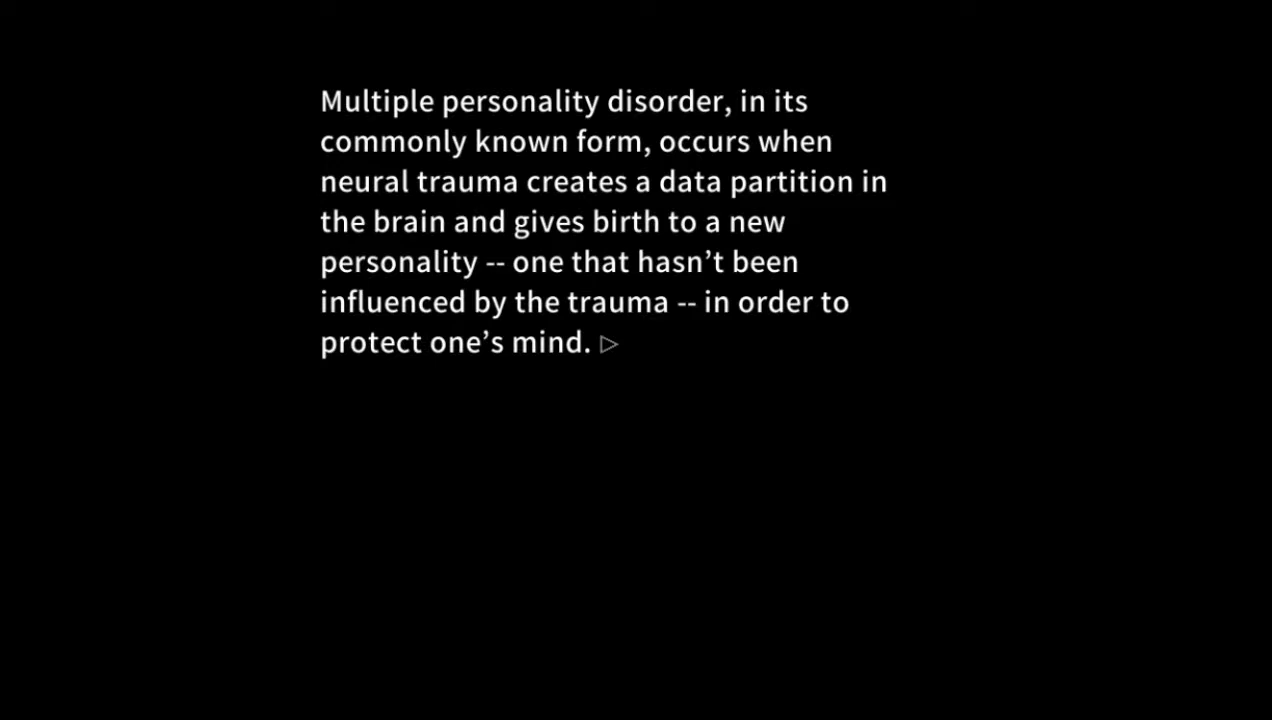 Multiple personality disorder, in its
commonly known form, occurs when
neural trauma creates a data partition in
the brain and gives birth to a new
personality -- one that hasn’t been
influenced by the trauma -- in order to
protect one’s mind. ▷